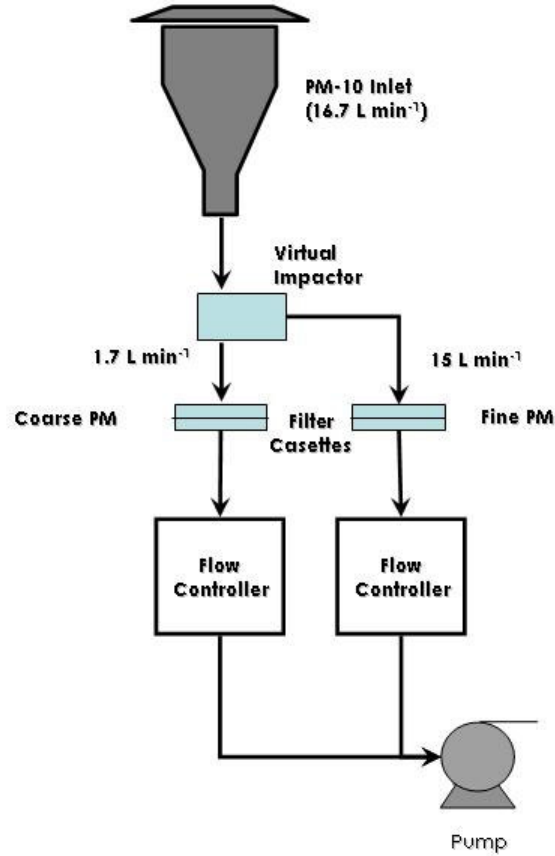 PM-10 Inlet
(16.7 L min⁻¹)
Virtual
Impactor
1.7 L min⁻¹
15 L min⁻¹
Coarse PM
Filter
Casettes
Fine PM
Flow
Controller
Flow
Controller
Pump